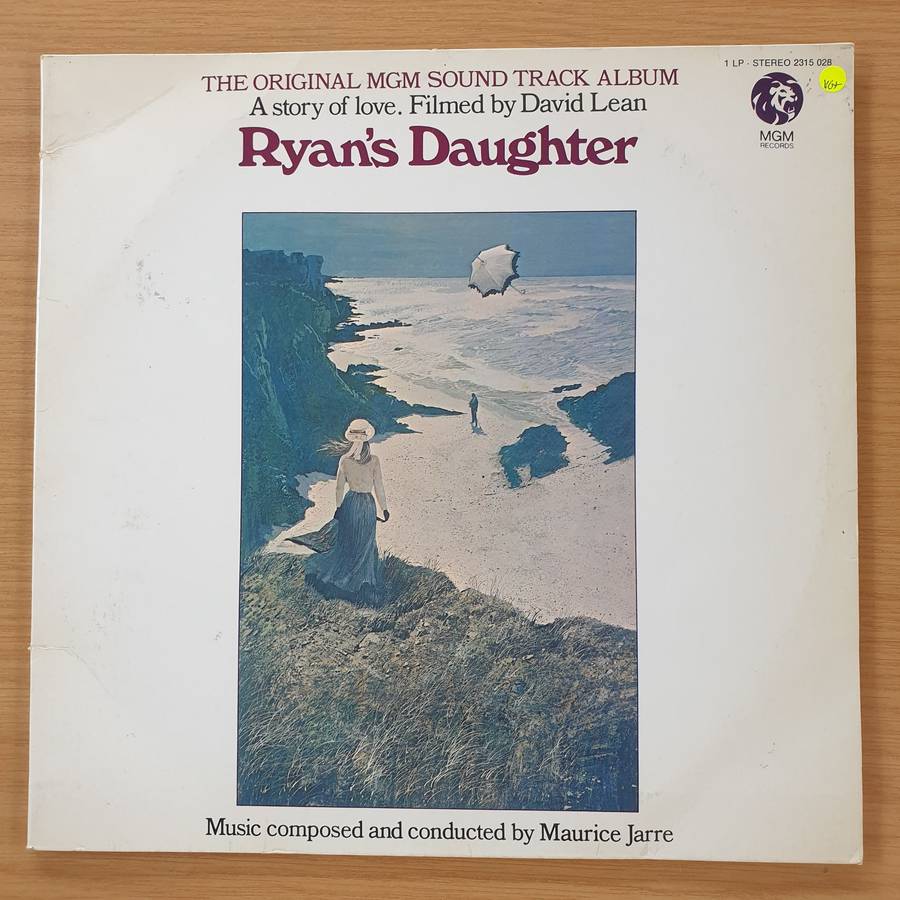 1 LP · STEREO 2315 028
VG+
THE ORIGINAL MGM SOUND TRACK ALBUM
A story of love. Filmed by David Lean
Ryan's Daughter
MGM
RECORDS
Music composed and conducted by Maurice Jarre